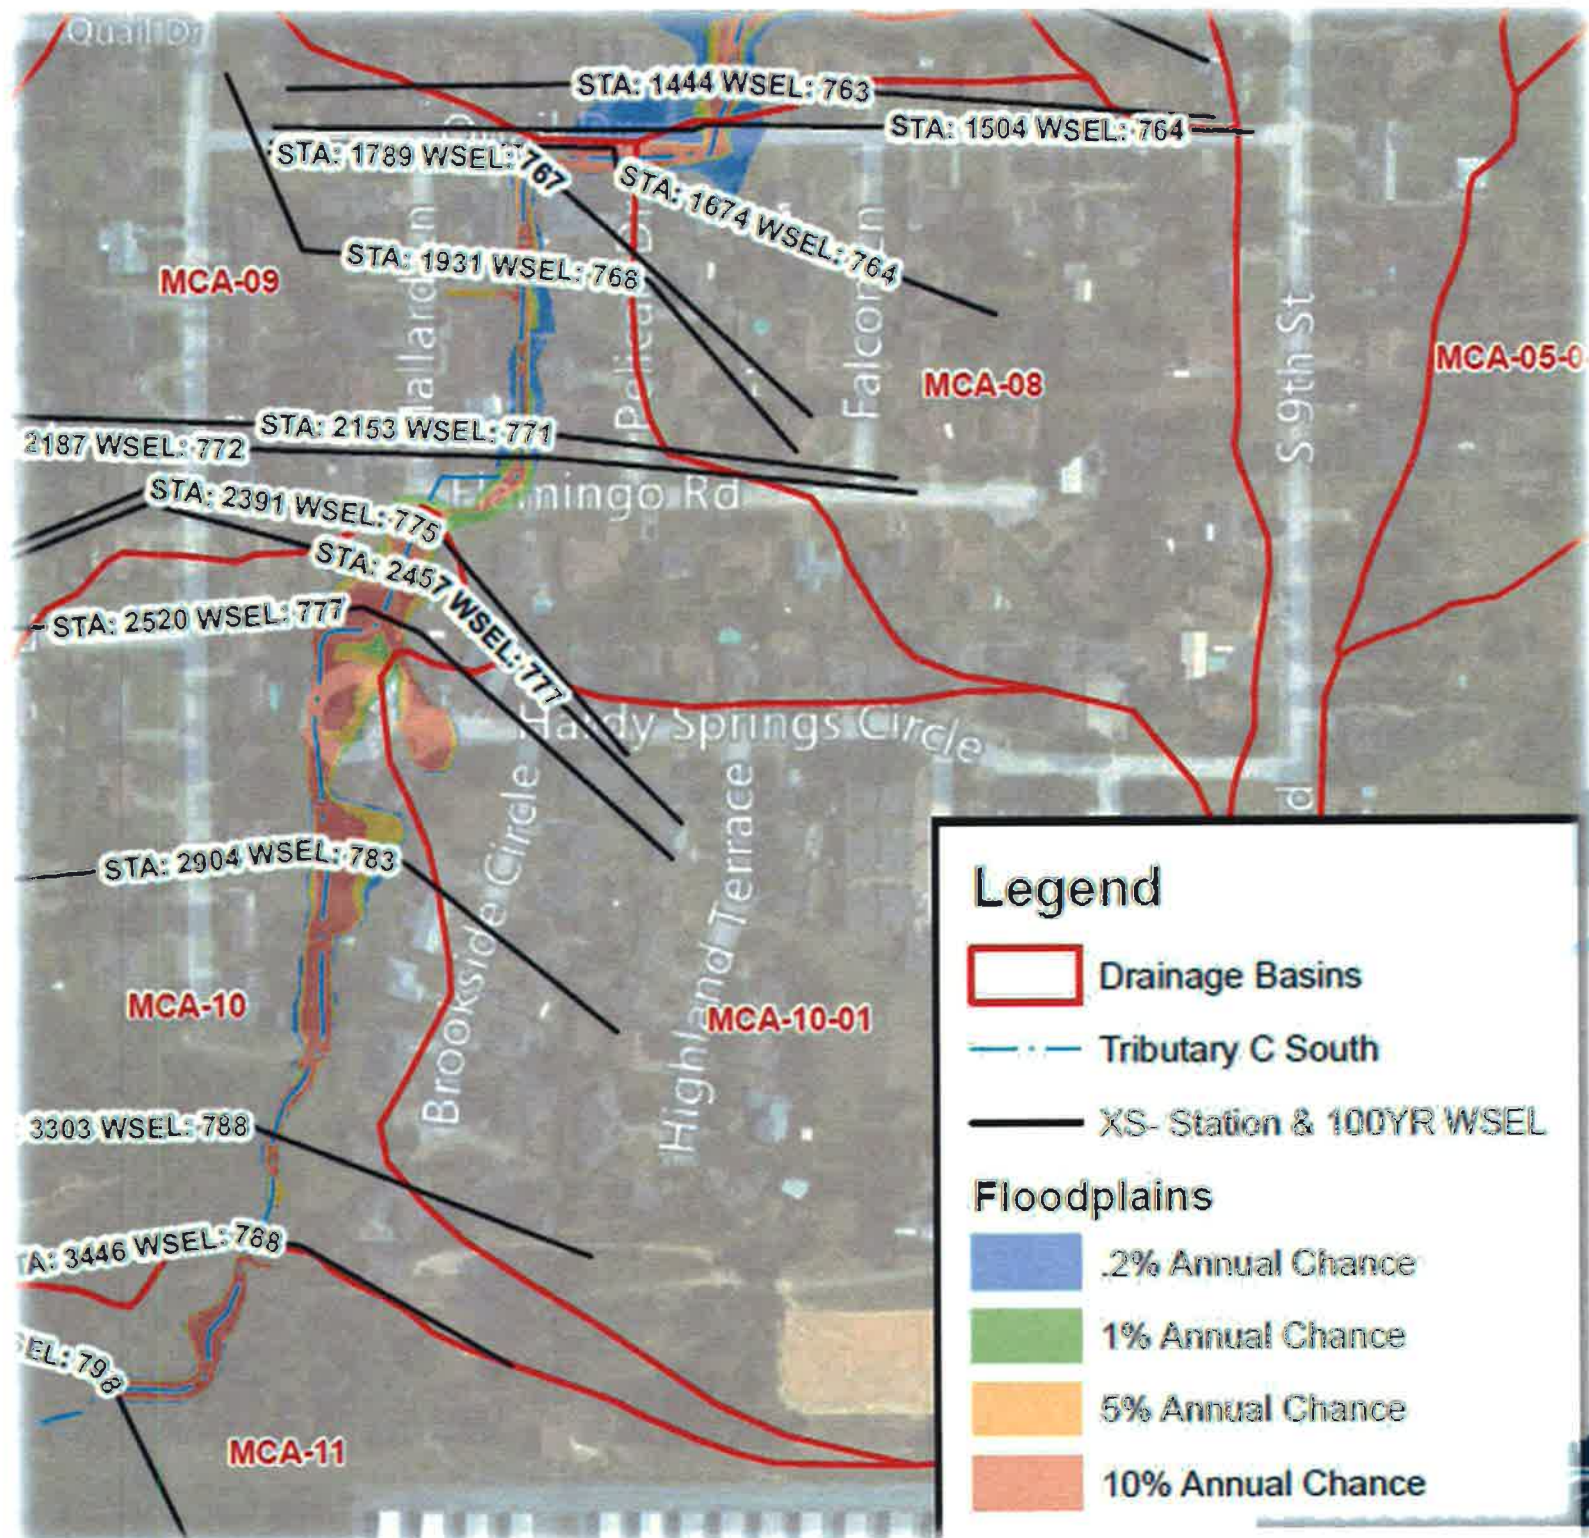 Quail Dr
STA: 1444 WSEL: 763
STA: 1504 WSEL: 764
STA: 1789 WSEL: 767
STA: 1674 WSEL: 764
STA: 1931 WSEL: 768
MCA-09
Falcon Ln
MCA-08
S 9th St
MCA-05-0
STA: 2153 WSEL: 771
2187 WSEL: 772
STA: 2391 WSEL: 775
mingo Rd
STA: 2457 WSEL: 777
STA: 2520 WSEL: 777
Hardy Springs Circle
Brookside Circle
Highland Terrace
d
STA: 2904 WSEL: 783
MCA-10
MCA-10-01
3303 WSEL: 788
TA: 3446 WSEL: 788
SEL: 798
MCA-11
Legend
Drainage Basins
Tributary C South
XS- Station & 100YR WSEL
Floodplains
.2% Annual Chance
1% Annual Chance
5% Annual Chance
10% Annual Chance